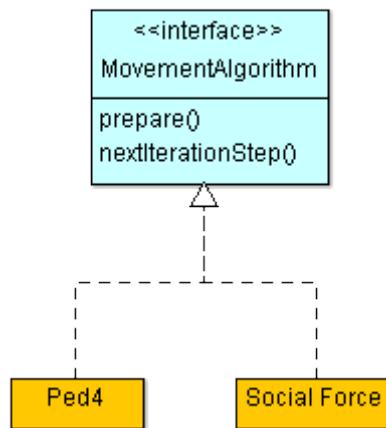 <<interface>>
MovementAlgorithm
prepare()
nextIterationStep()
Ped4
Social Force